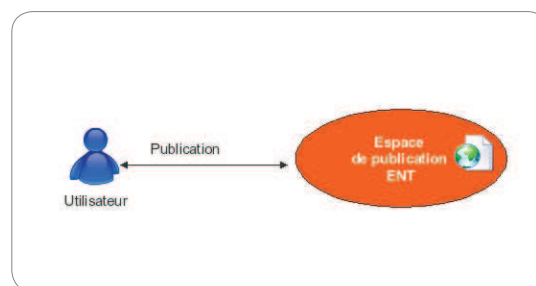 Publication
Espace
de publication
ENT
Utilisateur